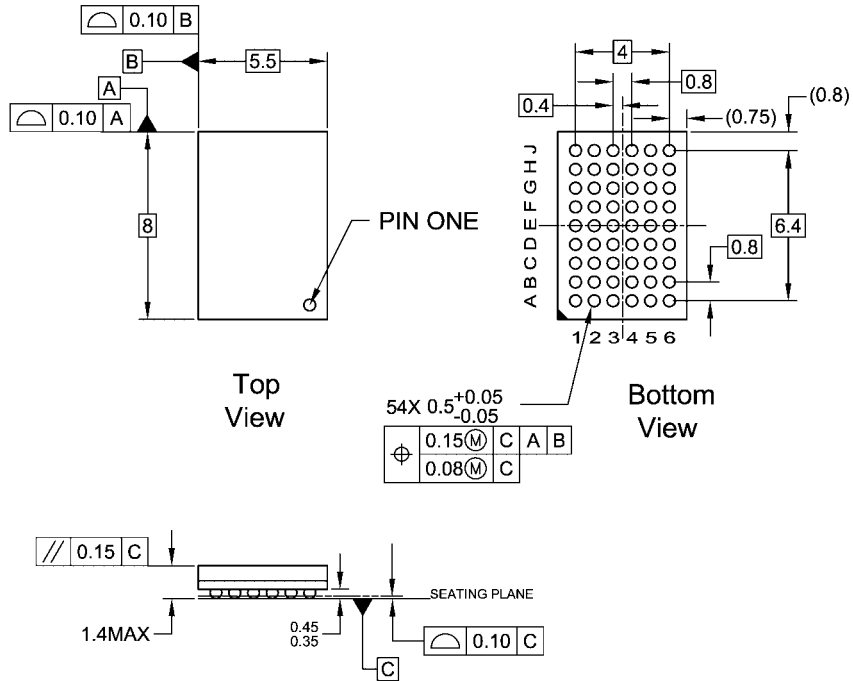 ⌓ 0.10 B
B
5.5
A
⌓ 0.10 A
8
PIN ONE
Top
View
4
0.8
0.4
(0.75)
(0.8)
J
H
G
F
E
D
C
B
A
6.4
0.8
1 2 3 4 5 6
Bottom
View
54X 0.5 +0.05
-0.05
⌖ 0.15 Ⓜ C A B
0.08 Ⓜ C
// 0.15 C
1.4MAX
0.45
0.35
SEATING PLANE
⌓ 0.10 C
C